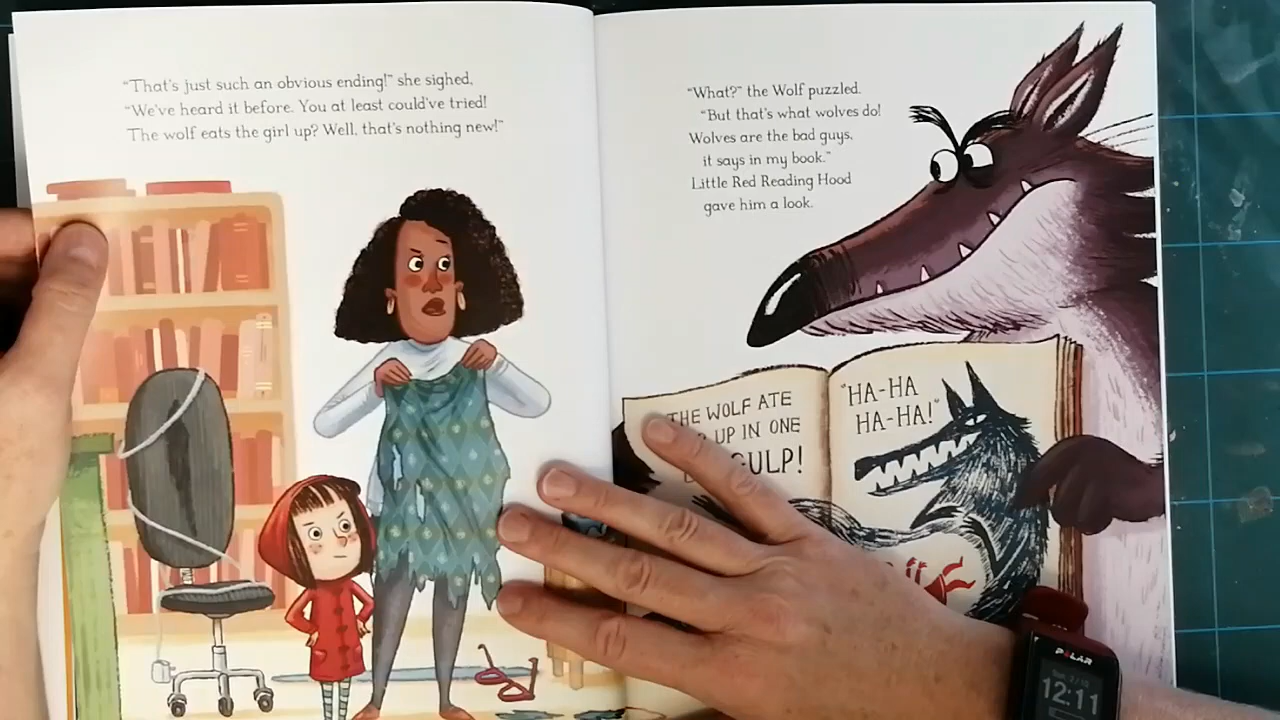 “That’s just such an obvious ending!” she sighed,
“We’ve heard it before. You at least could’ve tried!
The wolf eats the girl up? Well, that’s nothing new!”
“What?” the Wolf puzzled.
“But that’s what wolves do!
Wolves are the bad guys,
it says in my book.”
Little Red Reading Hood
gave him a look.
THE WOLF ATE
UP IN ONE
GULP!
“HA-HA
HA-HA!”
POLAR
12:11